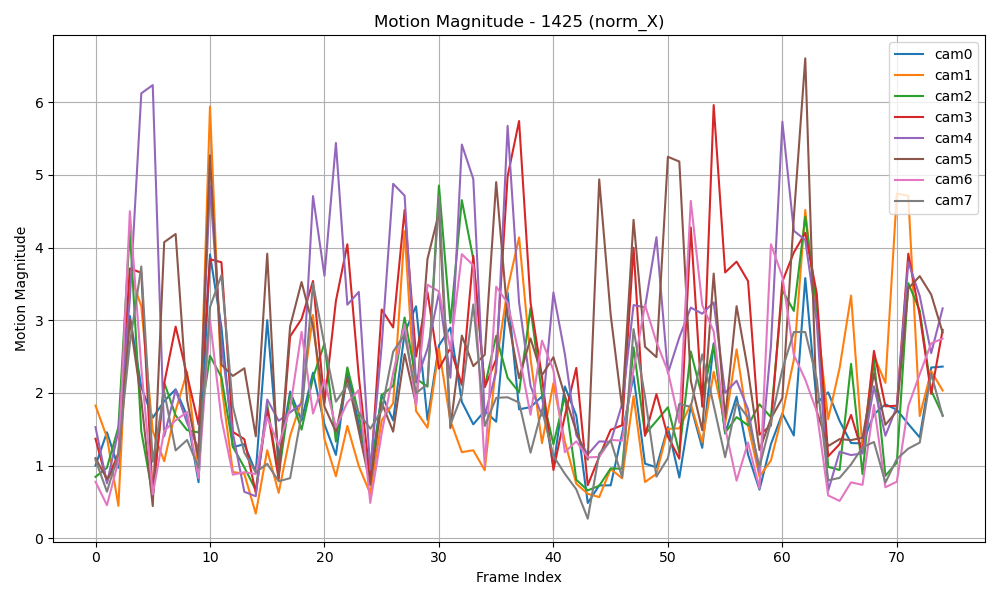 Motion Magnitude - 1425 (norm_X)
Motion Magnitude
6
5
4
3
2
1
0
0 10 20 30 40 50 60 70
Frame Index
cam0
cam1
cam2
cam3
cam4
cam5
cam6
cam7